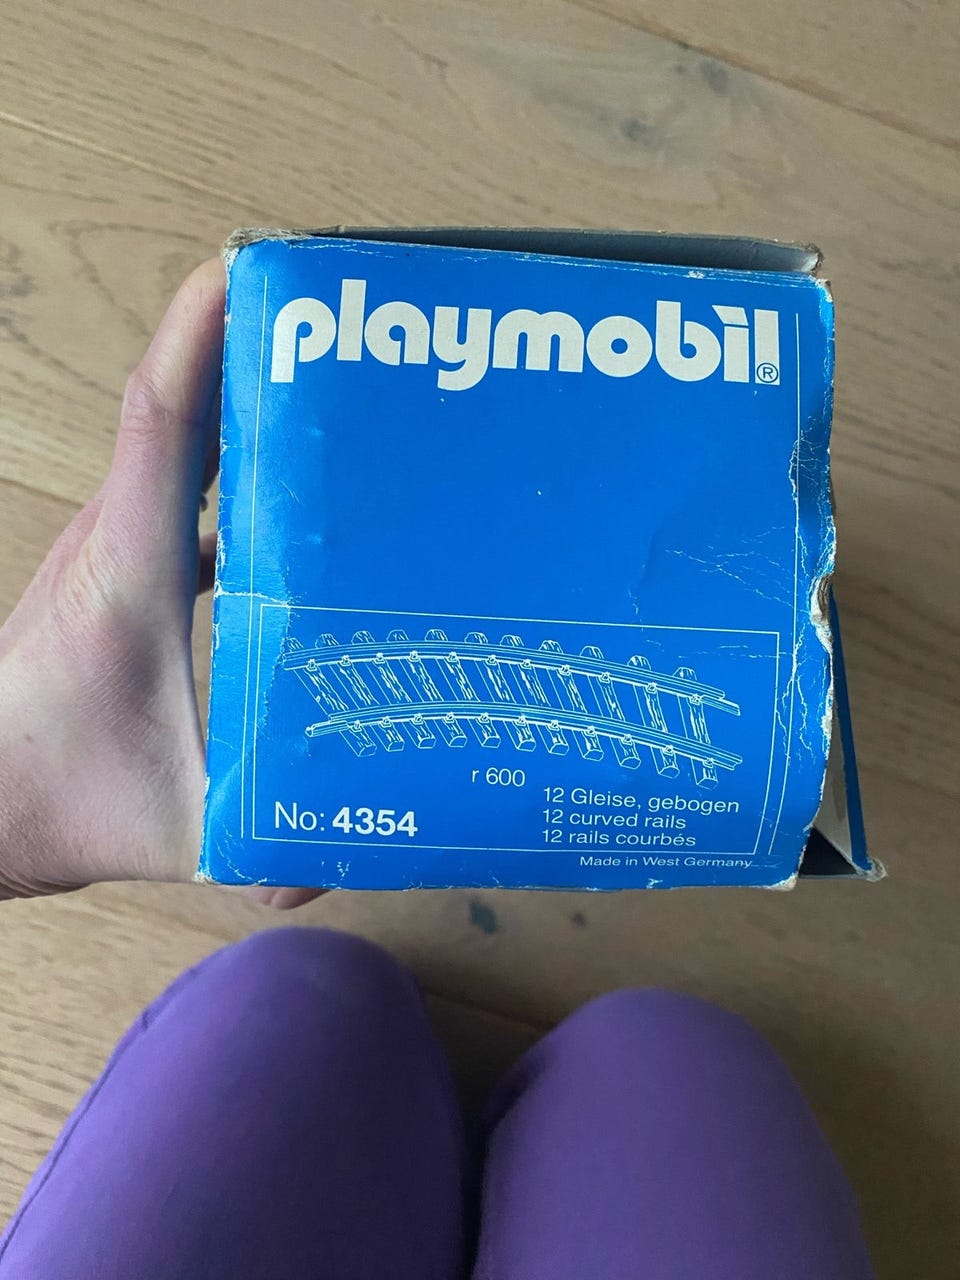 playmobil®
r 600
12 Gleise, gebogen
No: 4354
12 curved rails
12 rails courbés
Made in West Germany